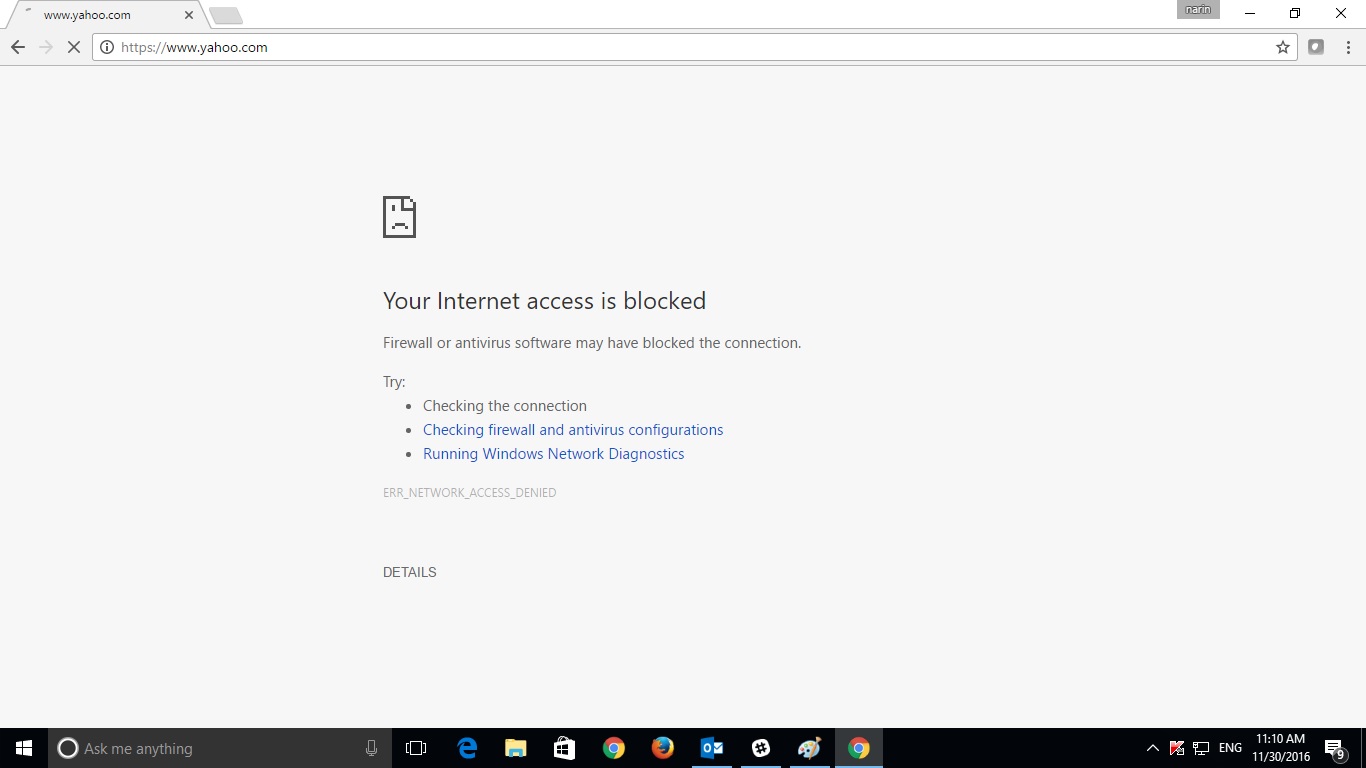 www.yahoo.com
narin
https://www.yahoo.com
Your Internet access is blocked
Firewall or antivirus software may have blocked the connection.
Try:
Checking the connection
Checking firewall and antivirus configurations
Running Windows Network Diagnostics
ERR_NETWORK_ACCESS_DENIED
DETAILS
Ask me anything
ENG
11:10 AM
11/30/2016
9